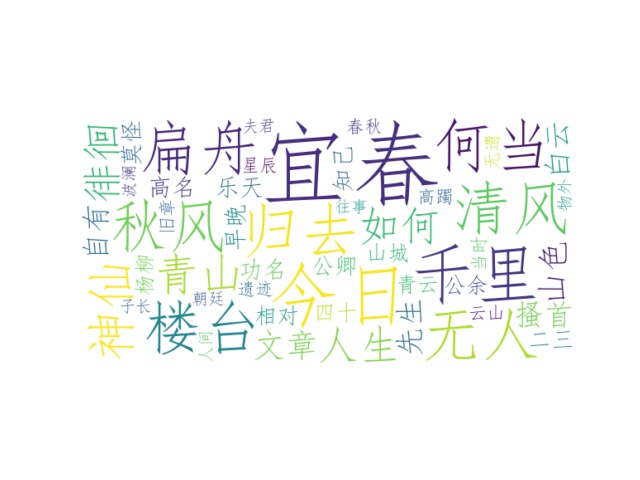 徘徊
莫怪
波澜
扁舟
夫君
星辰
宜春
春秋
知己
何当
无遗
白云
高名
乐天
高躅
物外
自有
旧章
秋风
早晚
归去
往事
如何
清风
杨柳
青山
功名
公卿
山城
千里
当时
山色
神仙
子长
朝廷
遗迹
今日
青云
公余
云山
搔首
楼台
相对
四十
先生
无人
二三
人间
文章
人生